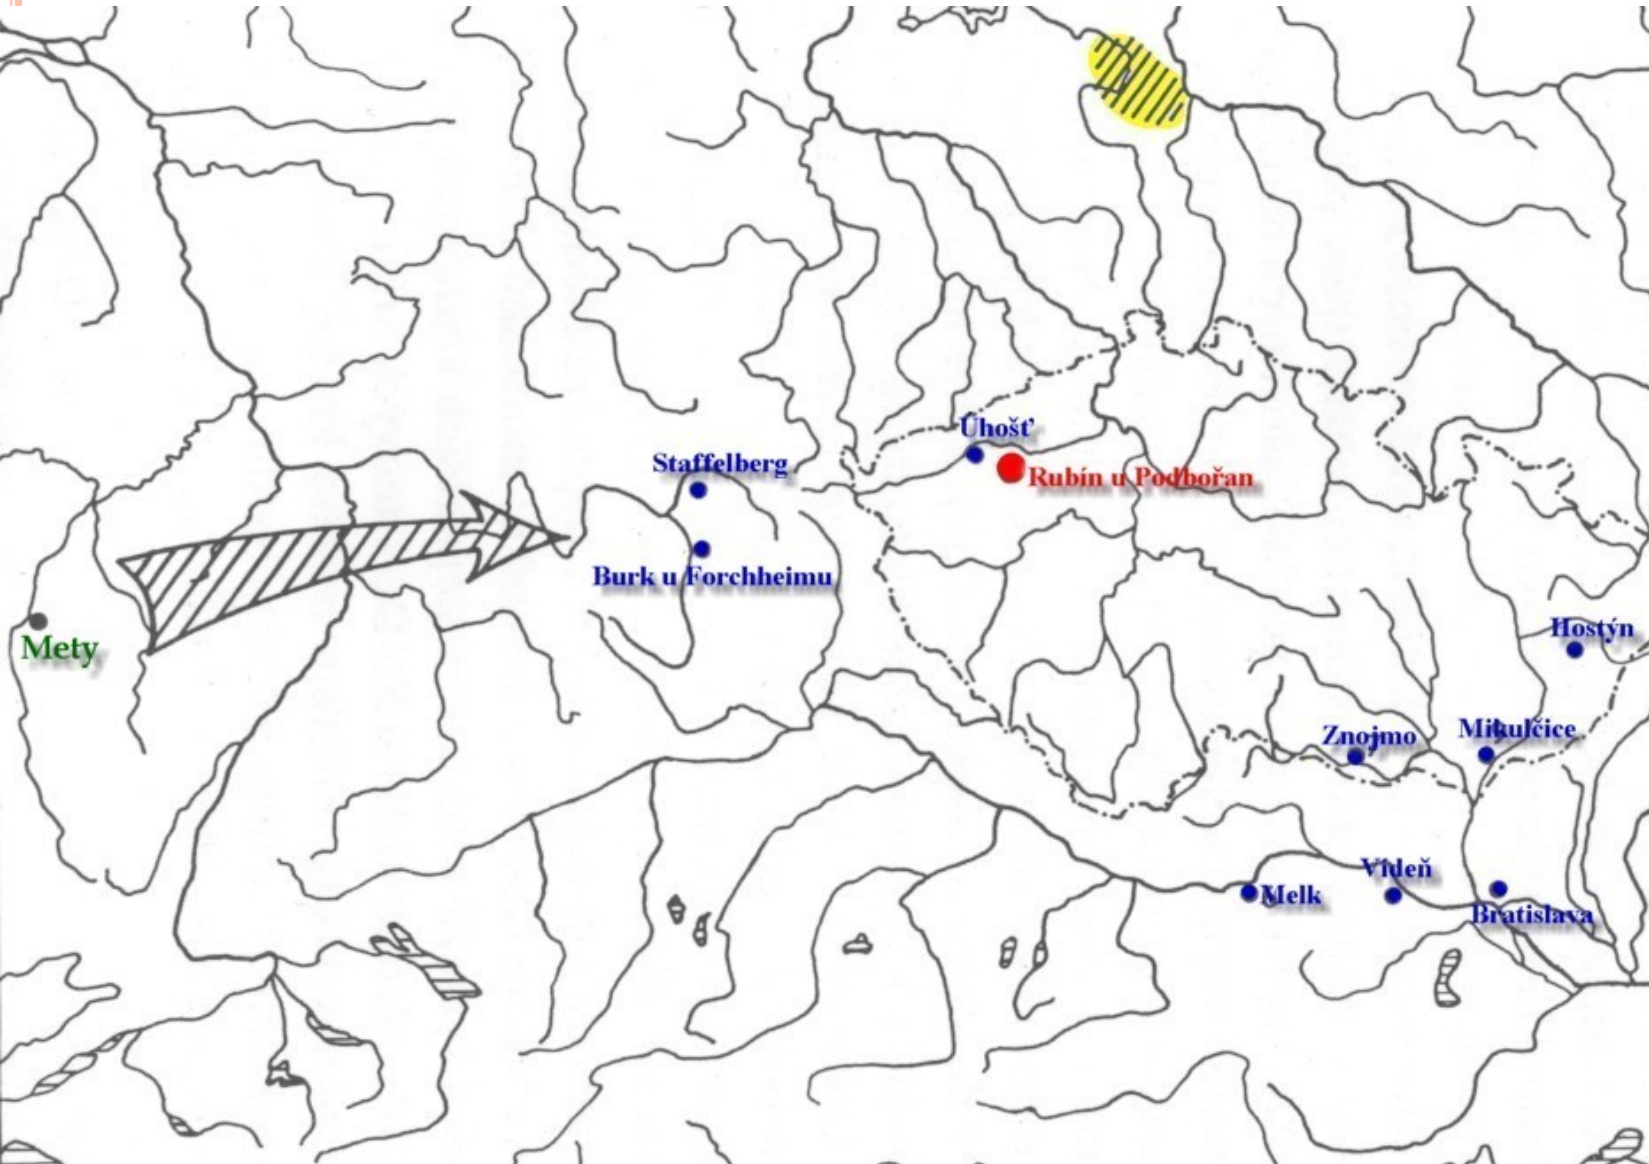 Úhošť
Staffelberg
Rubín u Podbořan
Burk u Forchheimu
Mety
Hostýn
Znojmo
Mikulčice
Vídeň
Melk
Bratislava